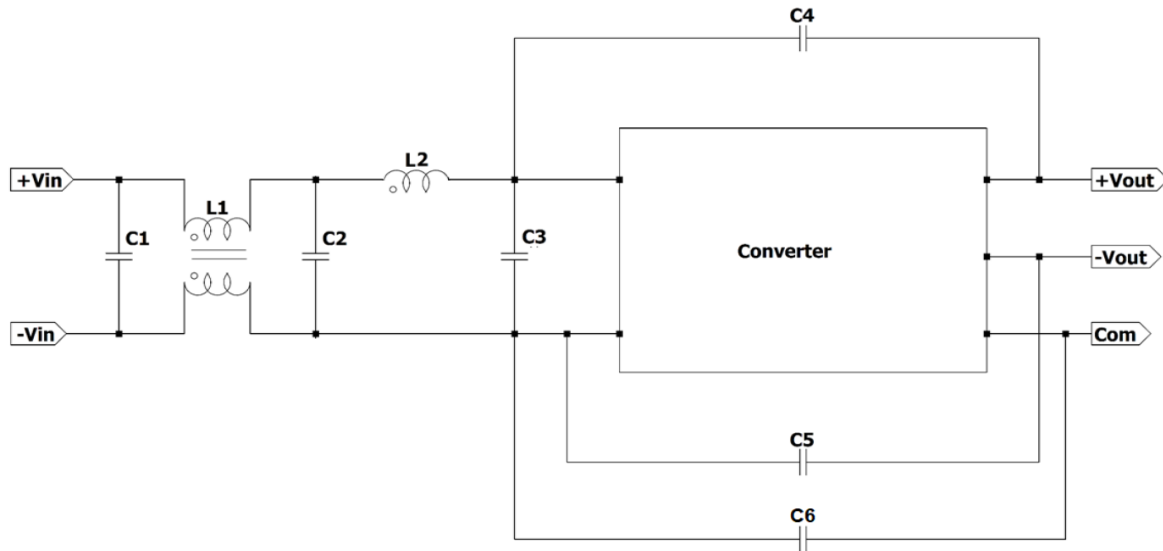 C4
L2
+Vin
+Vout
L1
C1
C2
C3
Converter
-Vout
-Vin
Com
C5
C6